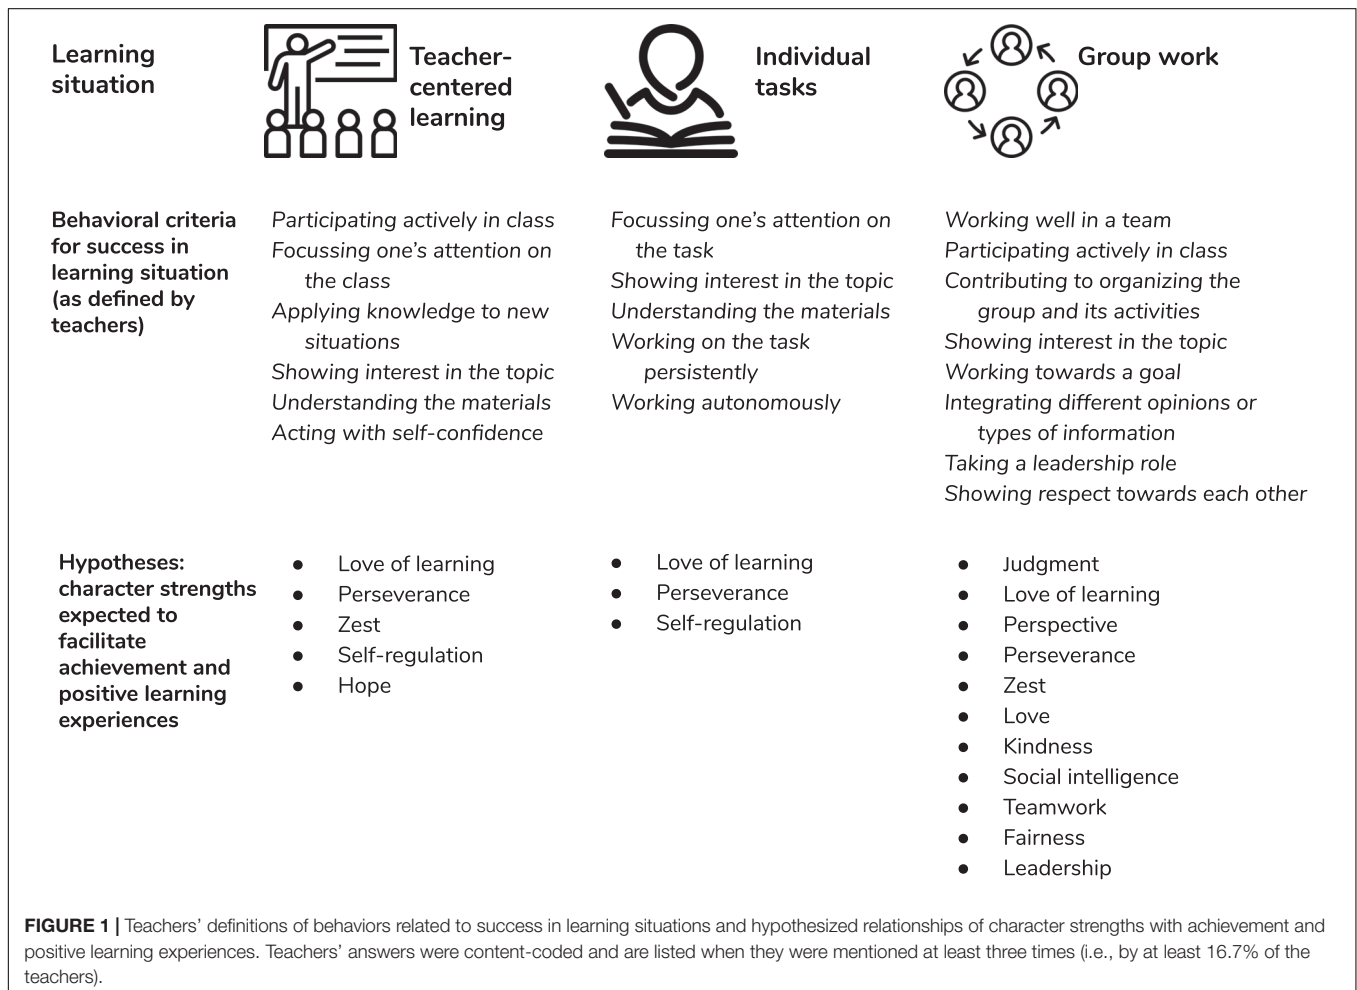 Learning
situation
Teacher-
centered
learning
Individual
tasks
Group work
Behavioral criteria
for success in
learning situation
(as defined by
teachers)
Participating actively in class
Focussing one's attention on
the class
Applying knowledge to new
situations
Showing interest in the topic
Understanding the materials
Acting with self-confidence
Focussing one's attention on
the task
Showing interest in the topic
Understanding the materials
Working on the task
persistently
Working autonomously
Working well in a team
Participating actively in class
Contributing to organizing the
group and its activities
Showing interest in the topic
Working towards a goal
Integrating different opinions or
types of information
Taking a leadership role
Showing respect towards each other
Hypotheses:
character strengths
expected to
facilitate
achievement and
positive learning
experiences
● Love of learning
● Perseverance
● Zest
● Self-regulation
● Hope
● Love of learning
● Perseverance
● Self-regulation
● Judgment
● Love of learning
● Perspective
● Perseverance
● Zest
● Love
● Kindness
● Social intelligence
● Teamwork
● Fairness
● Leadership
FIGURE 1 | Teachers' definitions of behaviors related to success in learning situations and hypothesized relationships of character strengths with achievement and
positive learning experiences. Teachers' answers were content-coded and are listed when they were mentioned at least three times (i.e., by at least 16.7% of the
teachers).